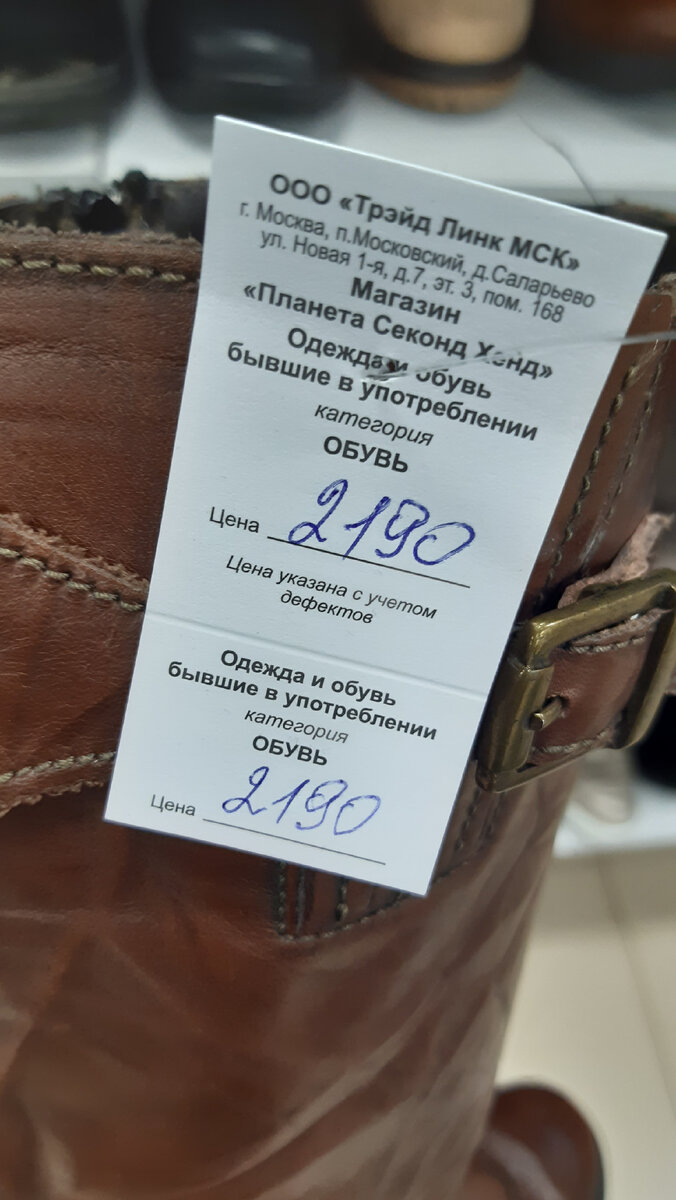 ООО «Трэйд Линк МСК»
г. Москва, п.Московский, д.Саларьево
ул. Новая 1-я, д.7, эт. 3, пом. 168
Магазин
«Планета Секонд Хенд»
Одежда и обувь
бывшие в употреблении
категория
ОБУВЬ
Цена 2190
Цена указана с учетом
дефектов
Одежда и обувь
бывшие в употреблении
категория
ОБУВЬ
Цена 2190